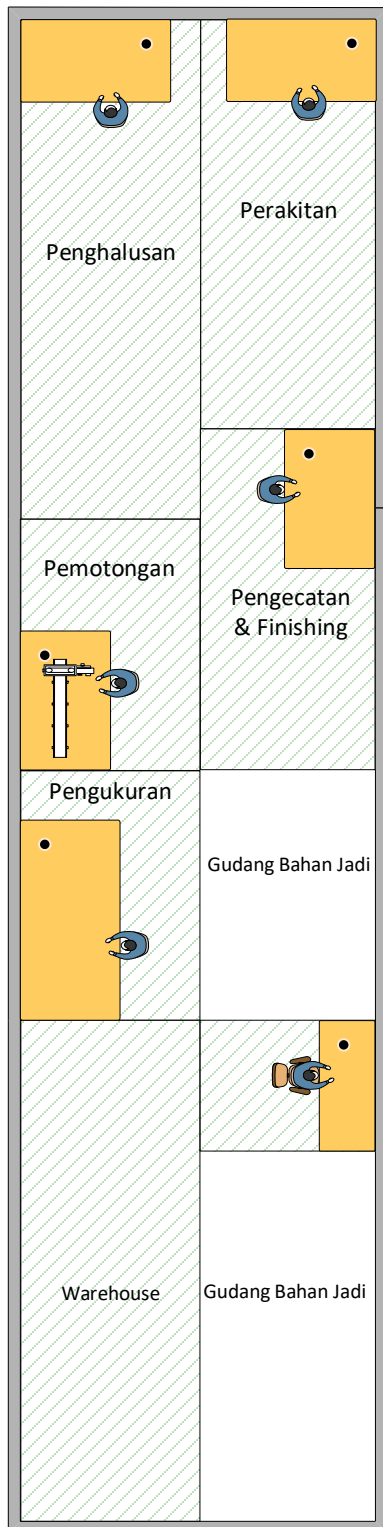 Perakitan
Penghalusan
Pemotongan
Pengecatan
& Finishing
Pengukuran
Gudang Bahan Jadi
Warehouse
Gudang Bahan Jadi